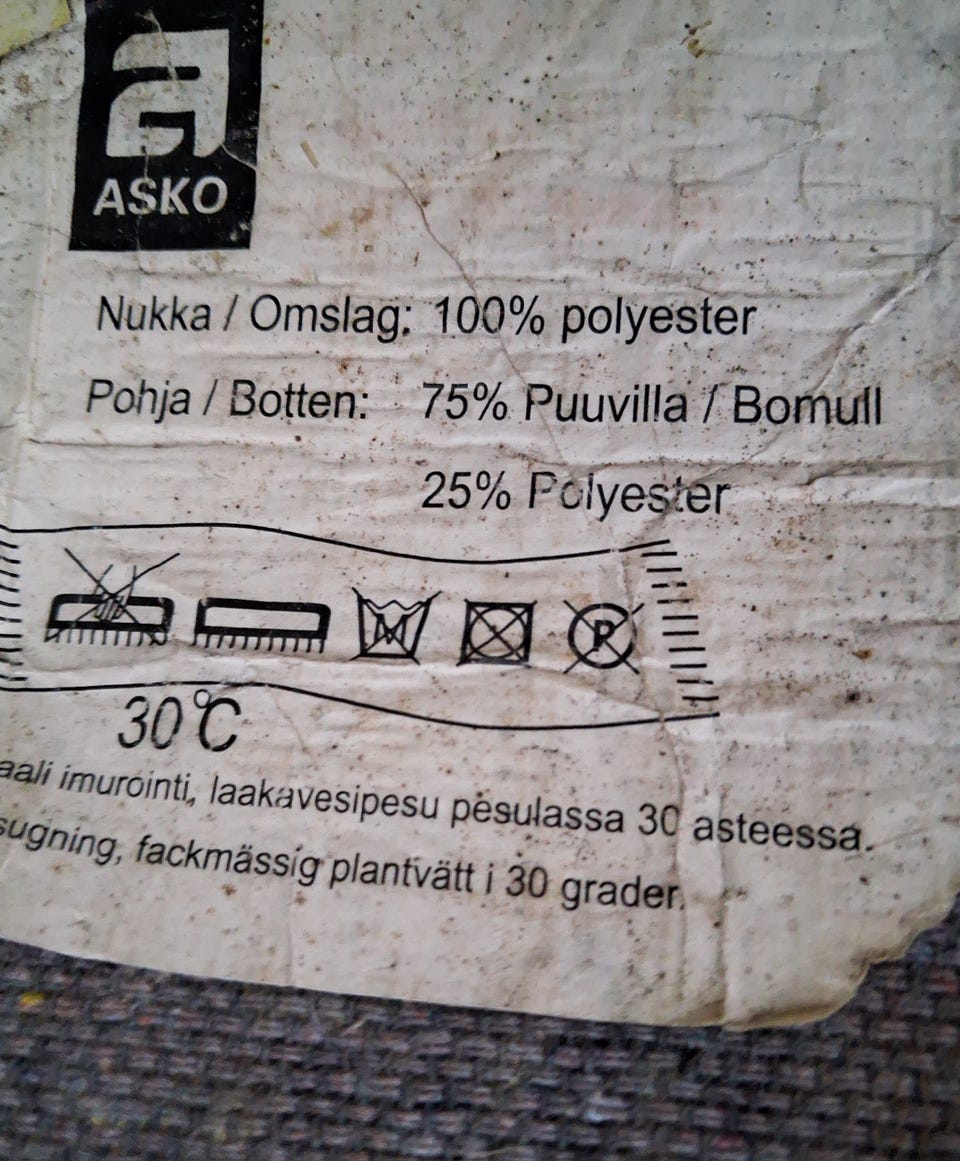 a
ASKO
Nukka / Omslag: 100% polyester
Pohja / Botten: 75% Puuvilla / Bomull
25% Polyester
M P
30°C
imurointi, laakavesipesu pesulassa 30 asteessa.
fackmässig plantvätt i 30 grader.